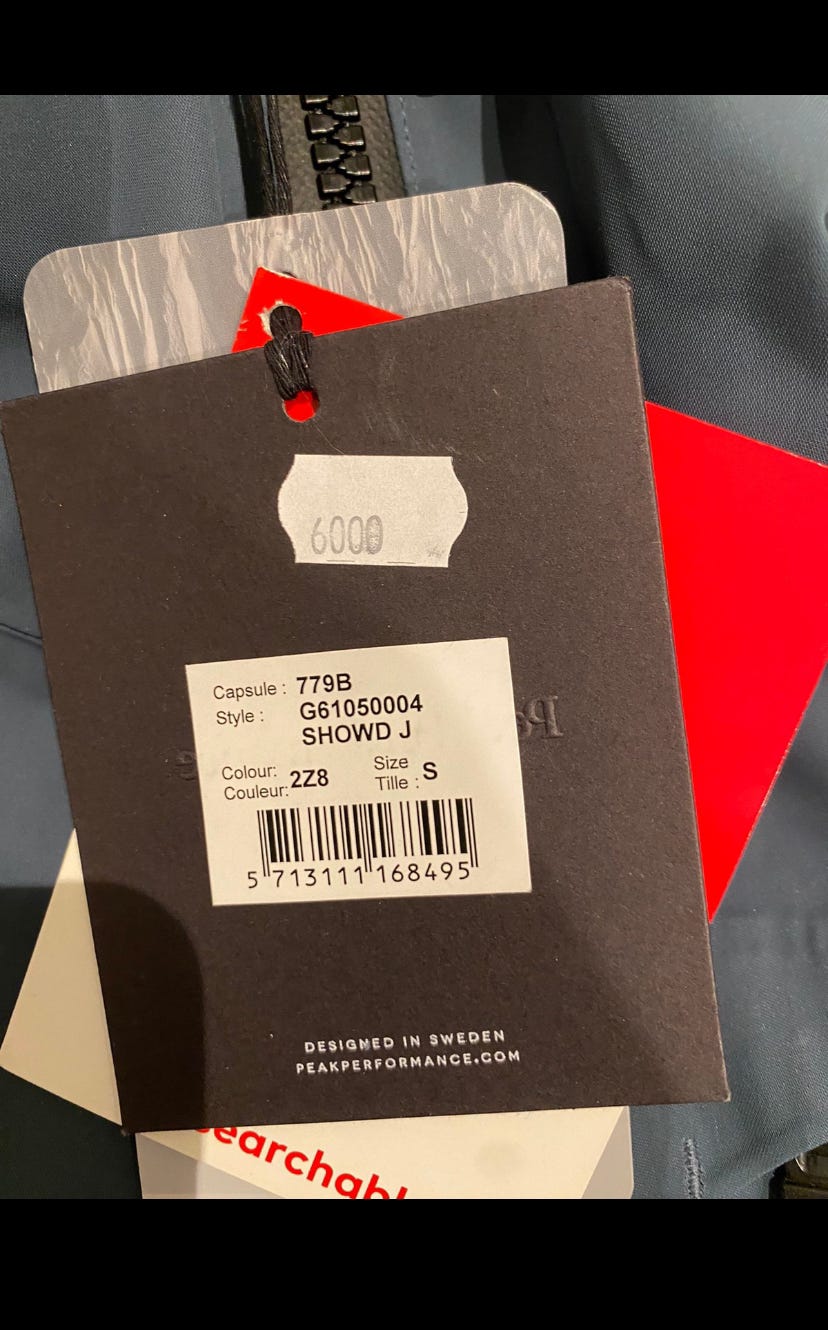 6000
Capsule : 779B
Style : G61050004
SHOWD J
Colour: 
Couleur: 2Z8
Size
Tille : S
5 713111 168495
DESIGNED IN SWEDEN
PEAKPERFORMANCE.COM